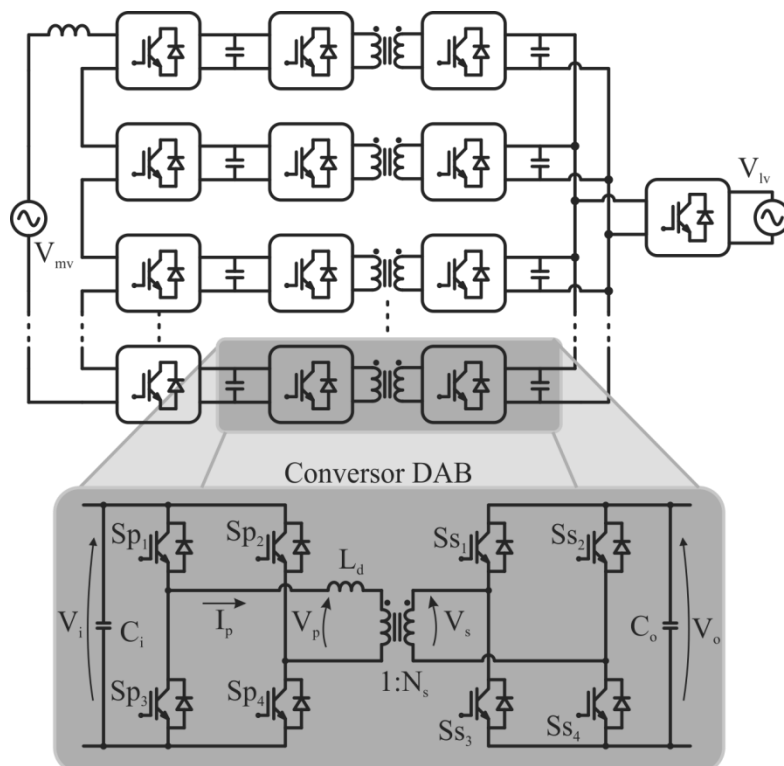 V_mv
V_lv
Conversor DAB
Sp_1
Sp_2
Ss_1
Ss_2
L_d
V_i
C_i
I_p
V_p
V_s
C_o
V_o
1:N_s
Sp_3
Sp_4
Ss_3
Ss_4